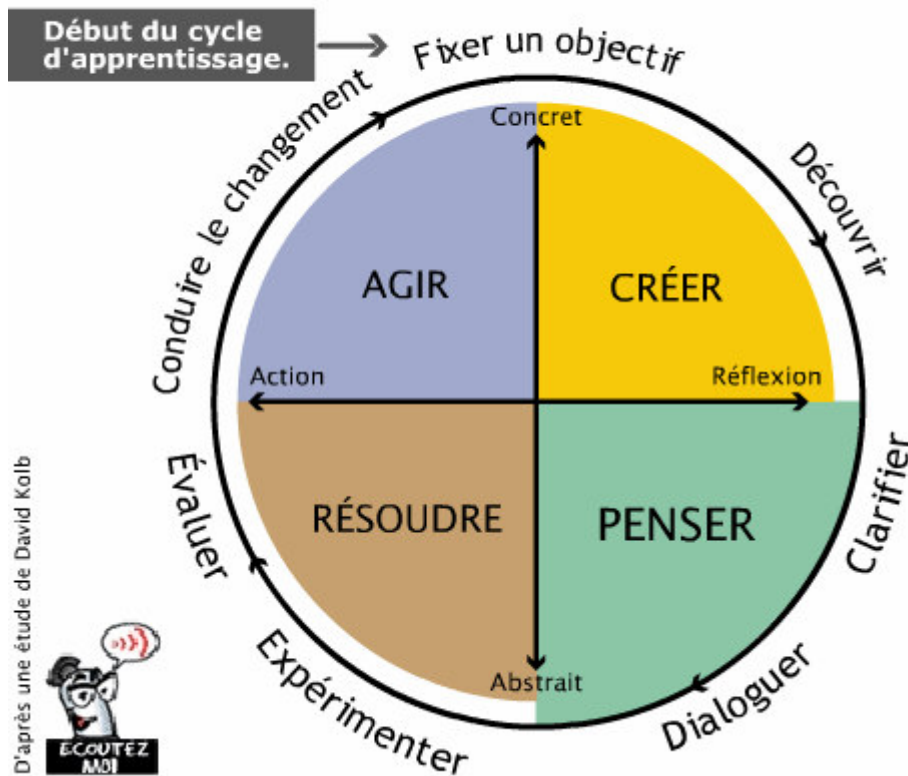 Début du cycle
d'apprentissage.
Fixer un objectif
Découvrir
Clarifier
Dialoguer
Expérimenter
Évaluer
Conduire le changement
Concret
AGIR
CRÉER
Action
Réflexion
RÉSOUDRE
PENSER
Abstrait
D'après une étude de David Kolb
ECOUTEZ
MOI